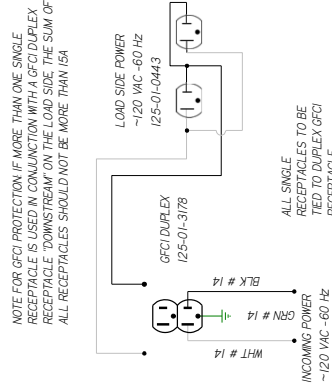 NOTE FOR GFCI PROTECTION IF MORE THAN ONE SINGLE
RECEPTACLE IS USED IN CONJUNCTION WITH A GFCI DUPLEX
RECEPTACLE "DOWNSTREAM" ON THE LOAD SIDE, THE SUM OF
ALL RECEPTACLES SHOULD NOT BE MORE THAN 15A
LOAD SIDE POWER
~120 VAC -60 Hz
125-01-0443
GFCI DUPLEX
125-01-3178
ALL SINGLE
RECEPTACLES TO BE
TIED TO DUPLEX GFCI
RECEPTACLE
BLK # 14
GRN # 14
WHT # 14
INCOMING POWER
~120 VAC - 60 Hz